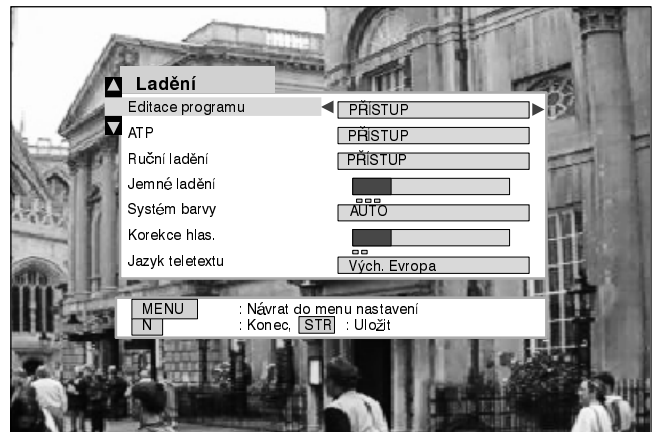 Ladění
Editace programu PŘÍSTUP
ATP PŘÍSTUP
Ruční ladění PŘÍSTUP
Jemné ladění
Systém barvy AUTO
Korekce hlas.
Jazyk teletextu Vých. Evropa
MENU : Návrat do menu nastavení
N : Konec, STR : Uložit